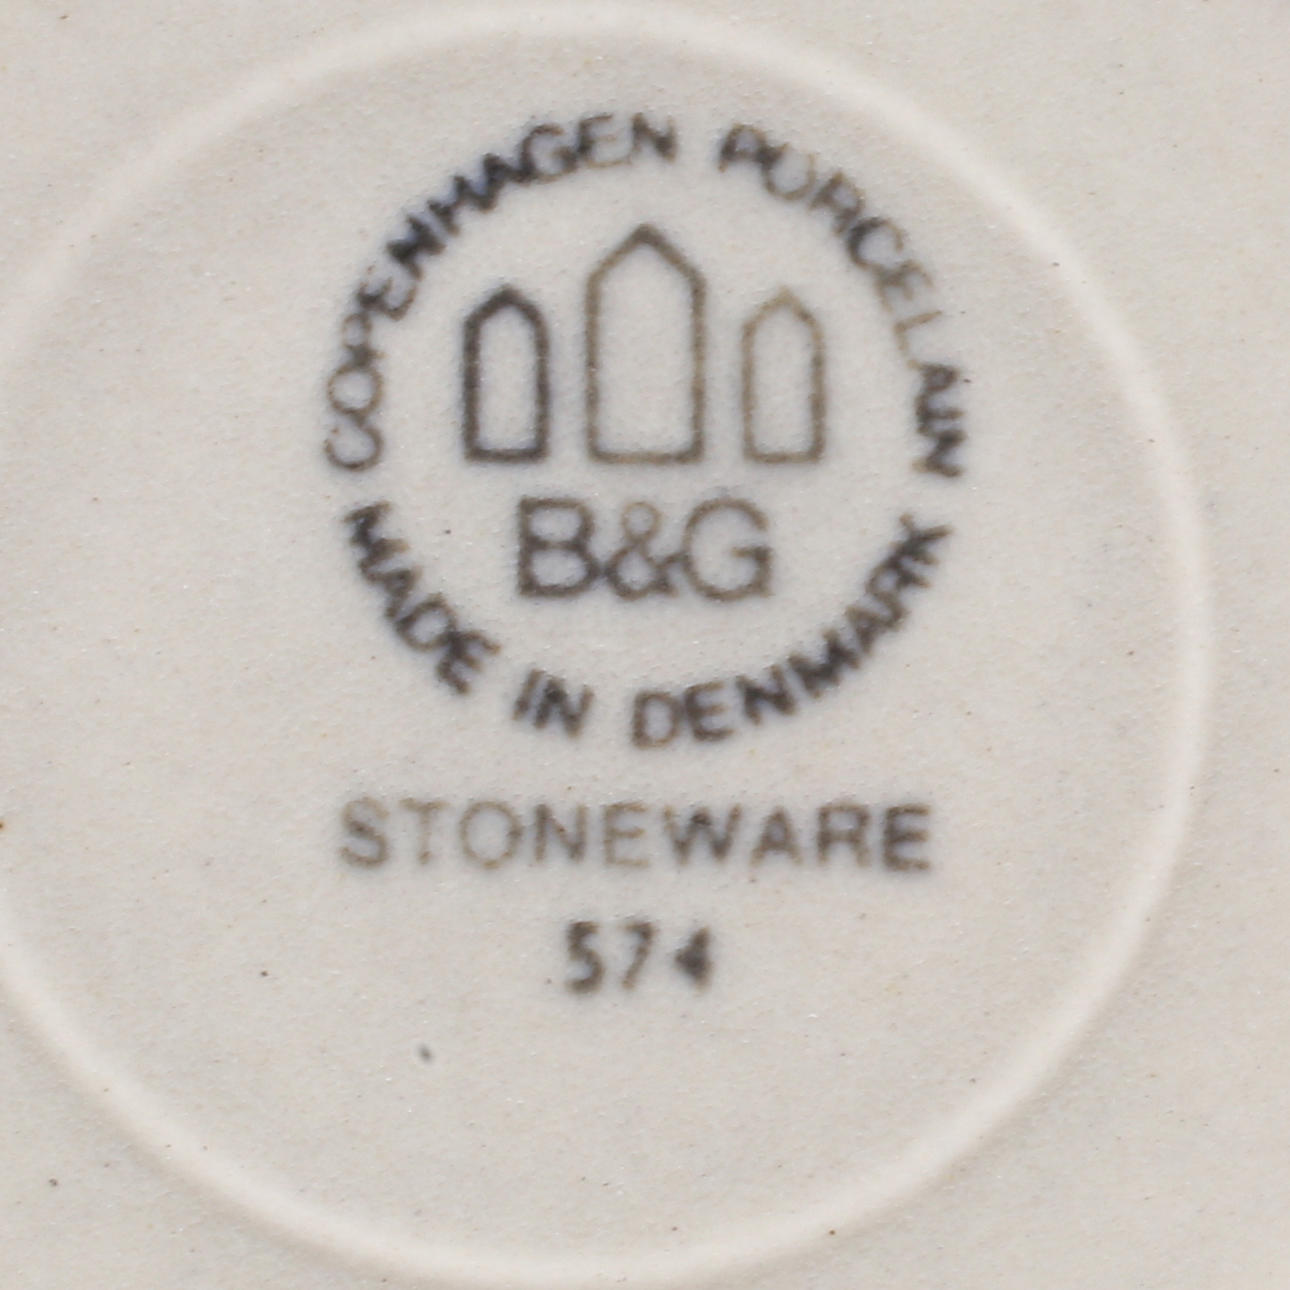 COPENHAGEN PORCELAIN
B&G
MADE IN DENMARK
STONEWARE
574